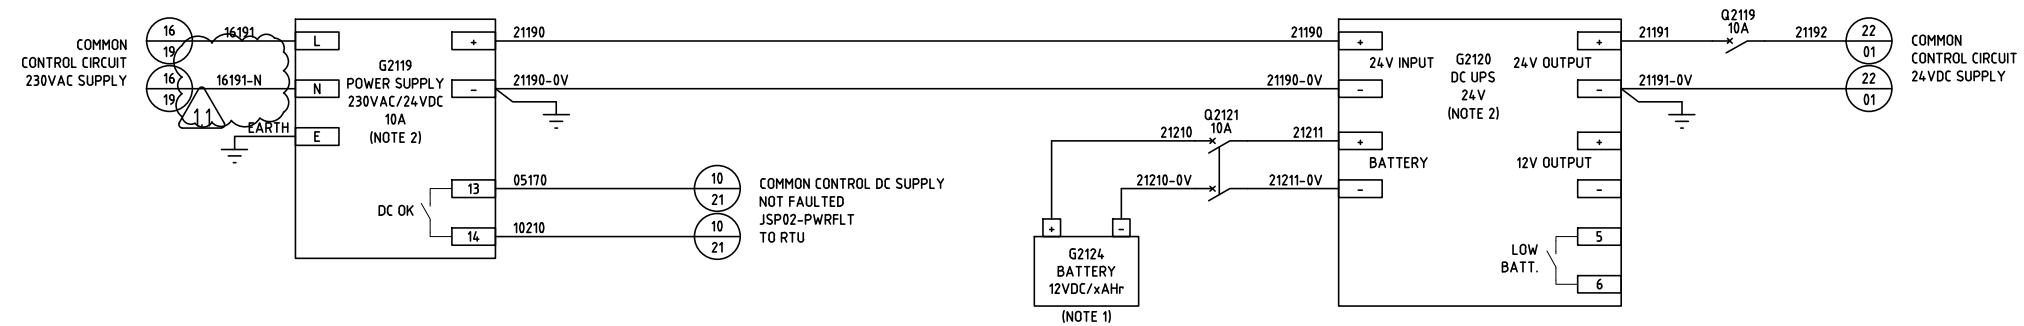 COMMON
CONTROL CIRCUIT
230VAC SUPPLY
16
19
16
19
16191
16191-N
11
EARTH
L
N
E
G2119
POWER SUPPLY
230VAC/24VDC
10A
(NOTE 2)
+
-
DC OK
13
14
21190
21190-0V
05170
10210
10
21
10
21
COMMON CONTROL DC SUPPLY
NOT FAULTED
JSP02-PWRFLT
TO RTU
21190
21190-0V
Q2121
10A
21210
21211
21210-0V
21211-0V
+
-
G2124
BATTERY
12VDC/xAHr
(NOTE 1)
+
24V INPUT
-
+
BATTERY
-
G2120
DC UPS
24V
(NOTE 2)
+
24V OUTPUT
-
+
12V OUTPUT
-
LOW
BATT.
5
6
21191
Q2119
10A
21192
21191-0V
22
01
22
01
COMMON
CONTROL CIRCUIT
24VDC SUPPLY